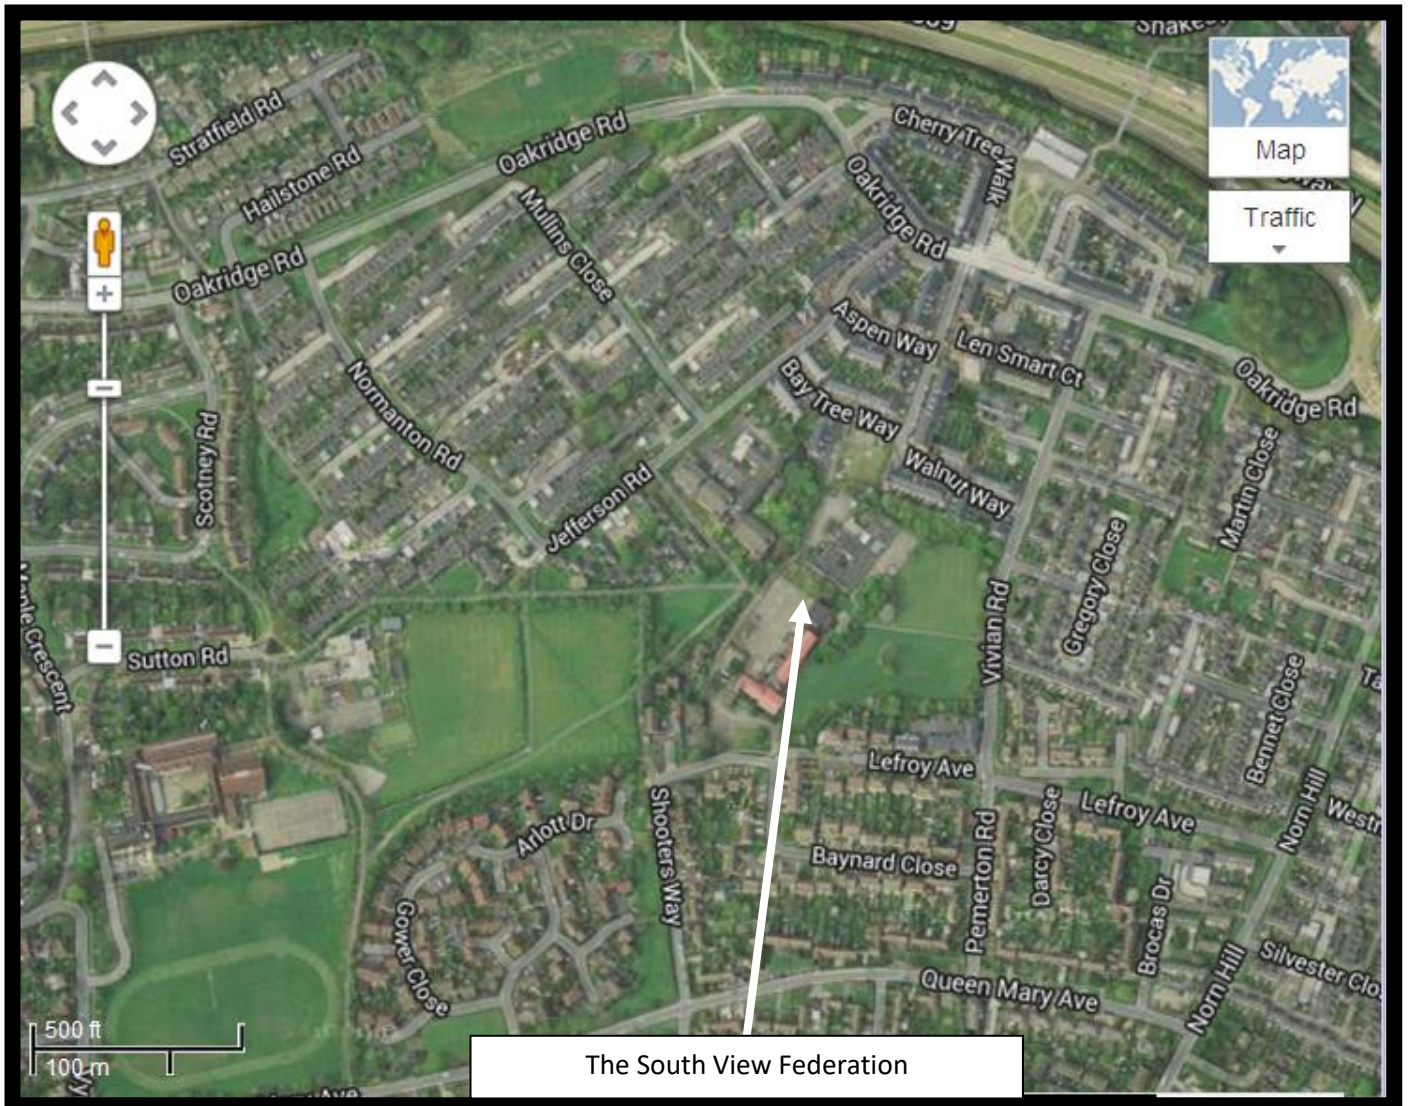 Snakes
Stratfield Rd
Hailstone Rd
Oakridge Rd
Cherry Tree Walk
Map
Traffic
Oakridge Rd
Mullins Close
Oakridge Rd
Aspen Way
Len Smart Ct
Bay Tree Way
Oakridge Rd
Normanton Rd
Scotney Rd
Jefferson Rd
Walnut Way
Martin Close
Gregory Close
Maple Crescent
Sutton Rd
Vivian Rd
Bennet Close
Lefroy Ave
Lefroy Ave
Norn Hill
Westr
Arlott Dr
Shooters Way
Baynard Close
Pemerton Rd
Darcy Close
Brocas Dr
Gower Close
Queen Mary Ave
Norn Hill
Silvester Clo
500 ft
100 m
The South View Federation